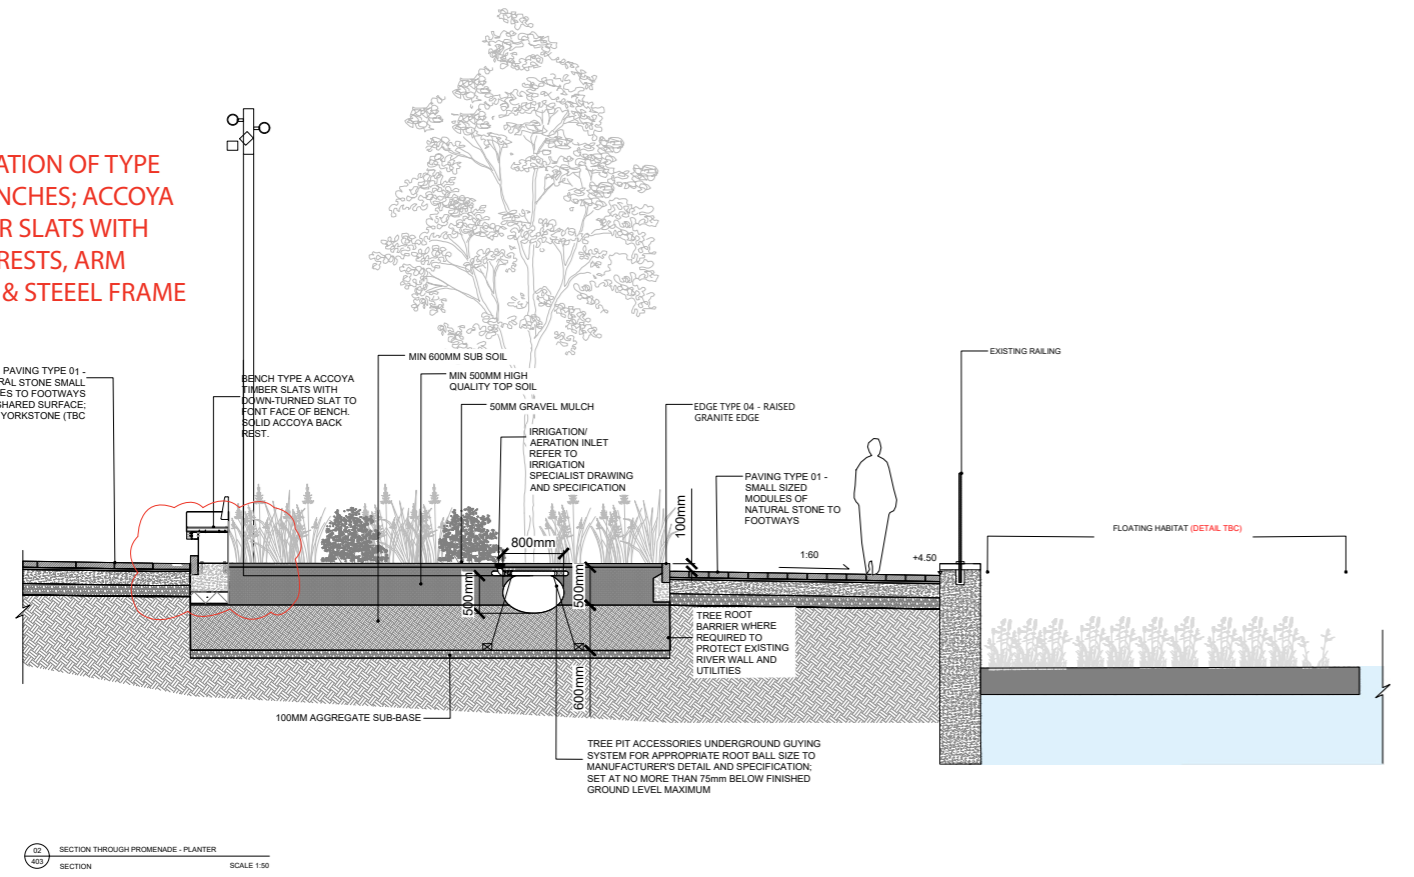 ATION OF TYPE
NCHES; ACCOYA
R SLATS WITH
RESTS, ARM
& STEEEL FRAME
PAVING TYPE 01 -
RAL STONE SMALL
ES TO FOOTWAYS
SHARED SURFACE;
YORKSTONE (TBC
BENCH TYPE A ACCOYA
TIMBER SLATS WITH
DOWN-TURNED SLAT TO
FONT FACE OF BENCH.
SOLID ACCOYA BACK
REST.
MIN 600MM SUB SOIL
MIN 500MM HIGH
QUALITY TOP SOIL
50MM GRAVEL MULCH
IRRIGATION/
AERATION INLET
REFER TO
IRRIGATION
SPECIALIST DRAWING
AND SPECIFICATION
EDGE TYPE 04 - RAISED
GRANITE EDGE
EXISTING RAILING
PAVING TYPE 01 -
SMALL SIZED
MODULES OF
NATURAL STONE TO
FOOTWAYS
100mm
800mm
500mm
500mm
600mm
1:60
+4.50
FLOATING HABITAT (DETAIL TBC)
TREE ROOT
BARRIER WHERE
REQUIRED TO
PROTECT EXISTING
RIVER WALL AND
UTILITIES
100MM AGGREGATE SUB-BASE
TREE PIT ACCESSORIES UNDERGROUND GUYING
SYSTEM FOR APPROPRIATE ROOT BALL SIZE TO
MANUFACTURER'S DETAIL AND SPECIFICATION;
SET AT NO MORE THAN 75mm BELOW FINISHED
GROUND LEVEL MAXIMUM
02
403
SECTION THROUGH PROMENADE - PLANTER
SECTION
SCALE 1:50